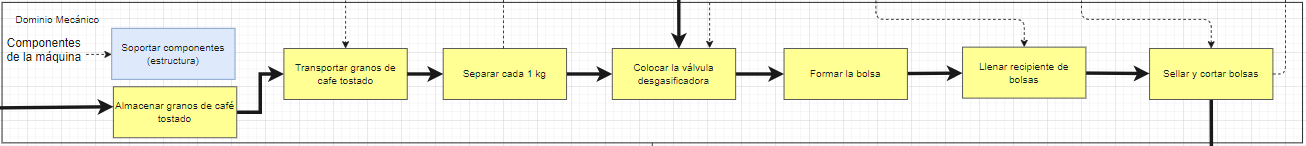 Dominio Mecánico
Componentes
de la máquina
Soportar componentes
(estructura)
Almacenar granos de café
tostado
Transportar granos de
cafe tostado
Separar cada 1 kg
Colocar la válvula
desgasificadora
Formar la bolsa
Llenar recipiente de
bolsas
Sellar y cortar bolsas